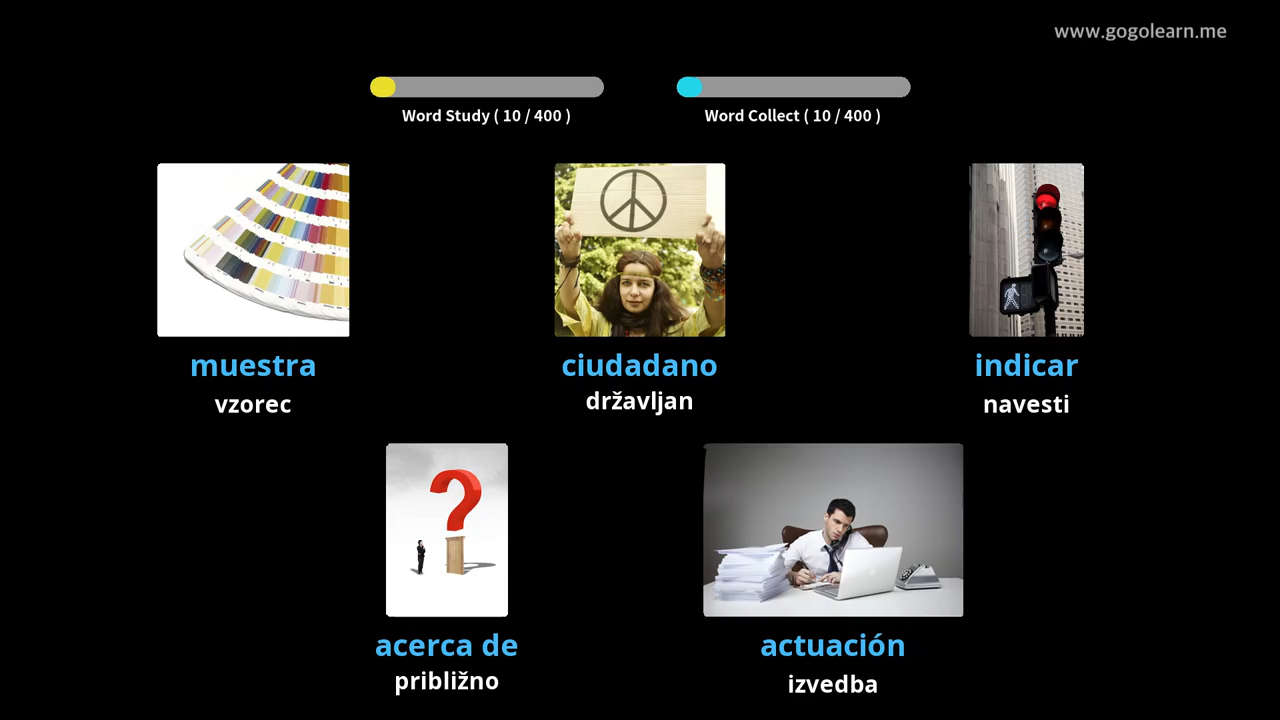 www.gogolearn.me
Word Study ( 10 / 400 )
Word Collect ( 10 / 400 )
muestra
vzorec
ciudadano
državljan
indicar
navesti
acerca de
približno
actuación
izvedba